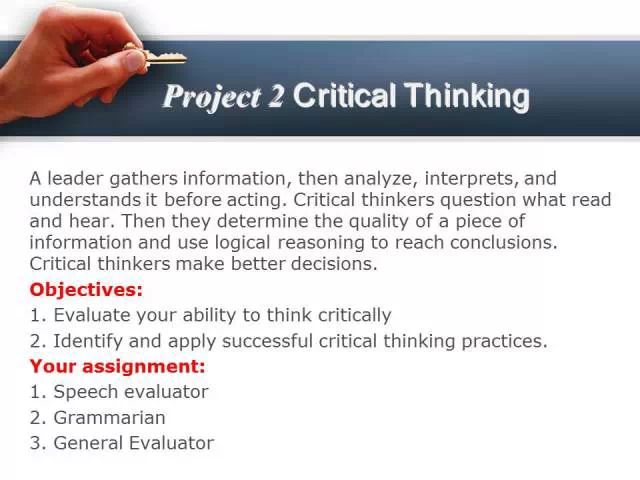 Project 2 Critical Thinking
A leader gathers information, then analyze, interprets, and
understands it before acting. Critical thinkers question what read
and hear. Then they determine the quality of a piece of
information and use logical reasoning to reach conclusions.
Critical thinkers make better decisions.
Objectives:
1. Evaluate your ability to think critically
2. Identify and apply successful critical thinking practices.
Your assignment:
1. Speech evaluator
2. Grammarian
3. General Evaluator